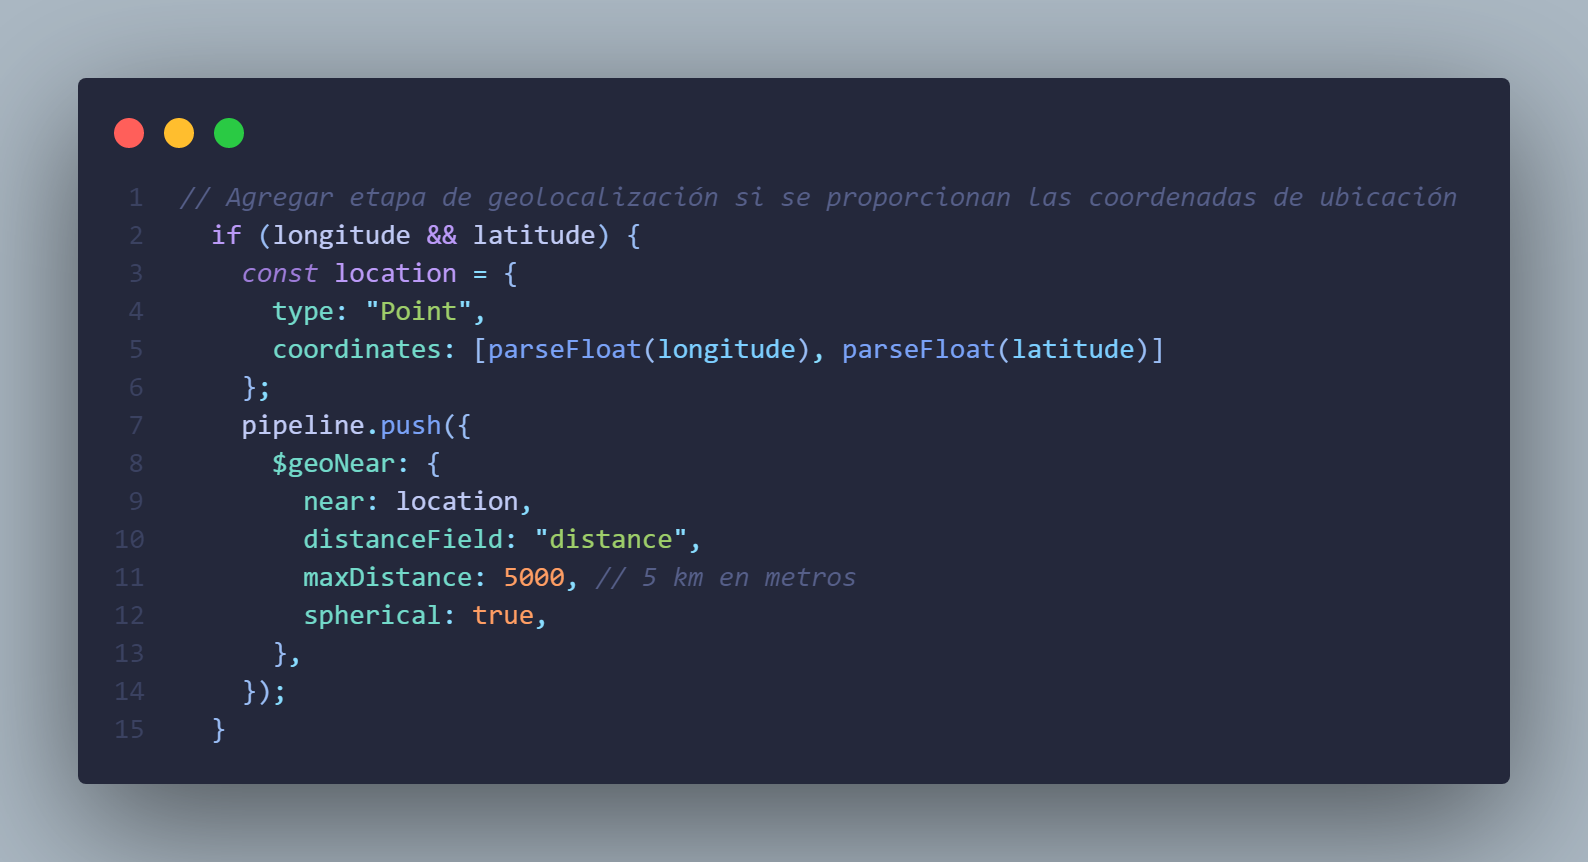 1 // Agregar etapa de geolocalización si se proporcionan las coordenadas de ubicación
2 if (longitude && latitude) {
3 const location = {
4 type: "Point",
5 coordinates: [parseFloat(longitude), parseFloat(latitude)]
6 };
7 pipeline.push({
8 $geoNear: {
9 near: location,
10 distanceField: "distance",
11 maxDistance: 5000, // 5 km en metros
12 spherical: true,
13 },
14 });
15 }